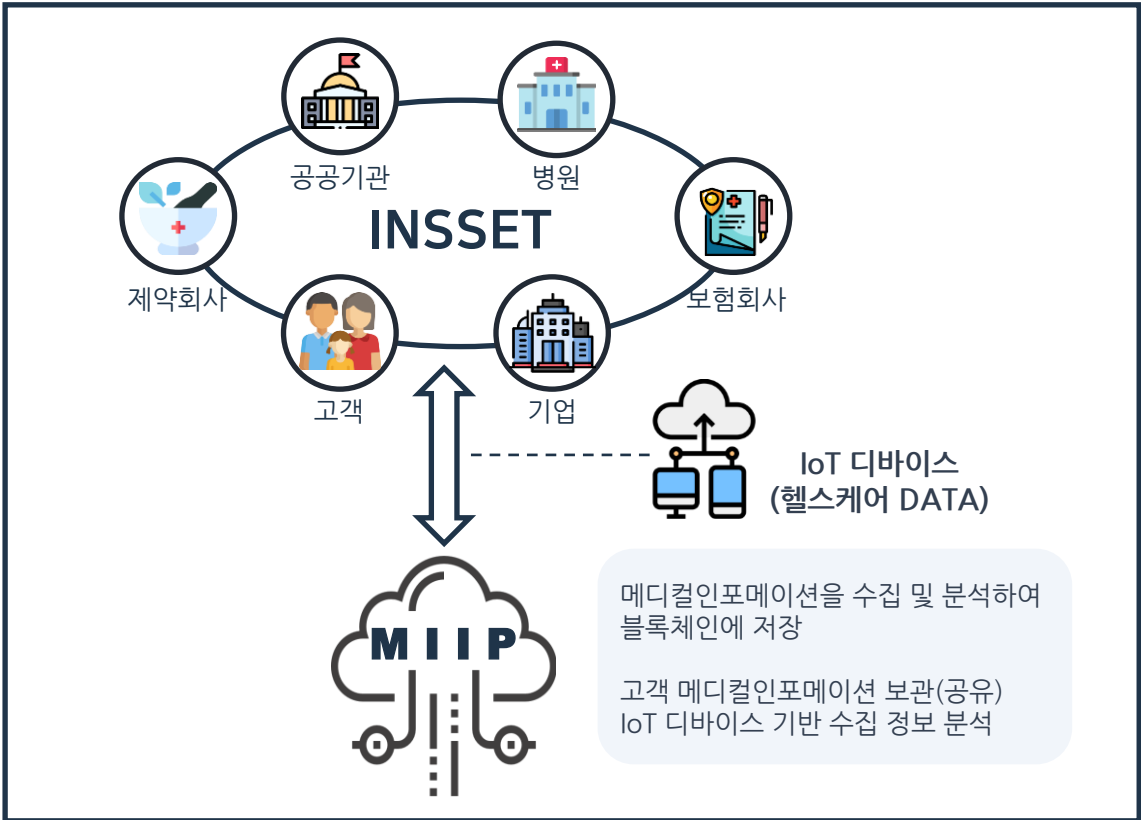 공공기관
병원
INSSET
제약회사
보험회사
고객
기업
IoT 디바이스
(헬스케어 DATA)
MIIP
메디컬인포메이션을 수집 및 분석하여
블록체인에 저장
고객 메디컬인포메이션 보관(공유)
IoT 디바이스 기반 수집 정보 분석